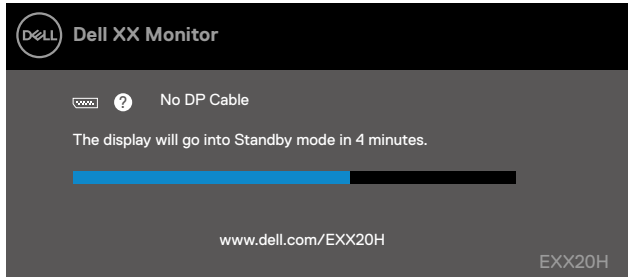 DELL Dell XX Monitor
? No DP Cable
The display will go into Standby mode in 4 minutes.
www.dell.com/EXX20H
EXX20H